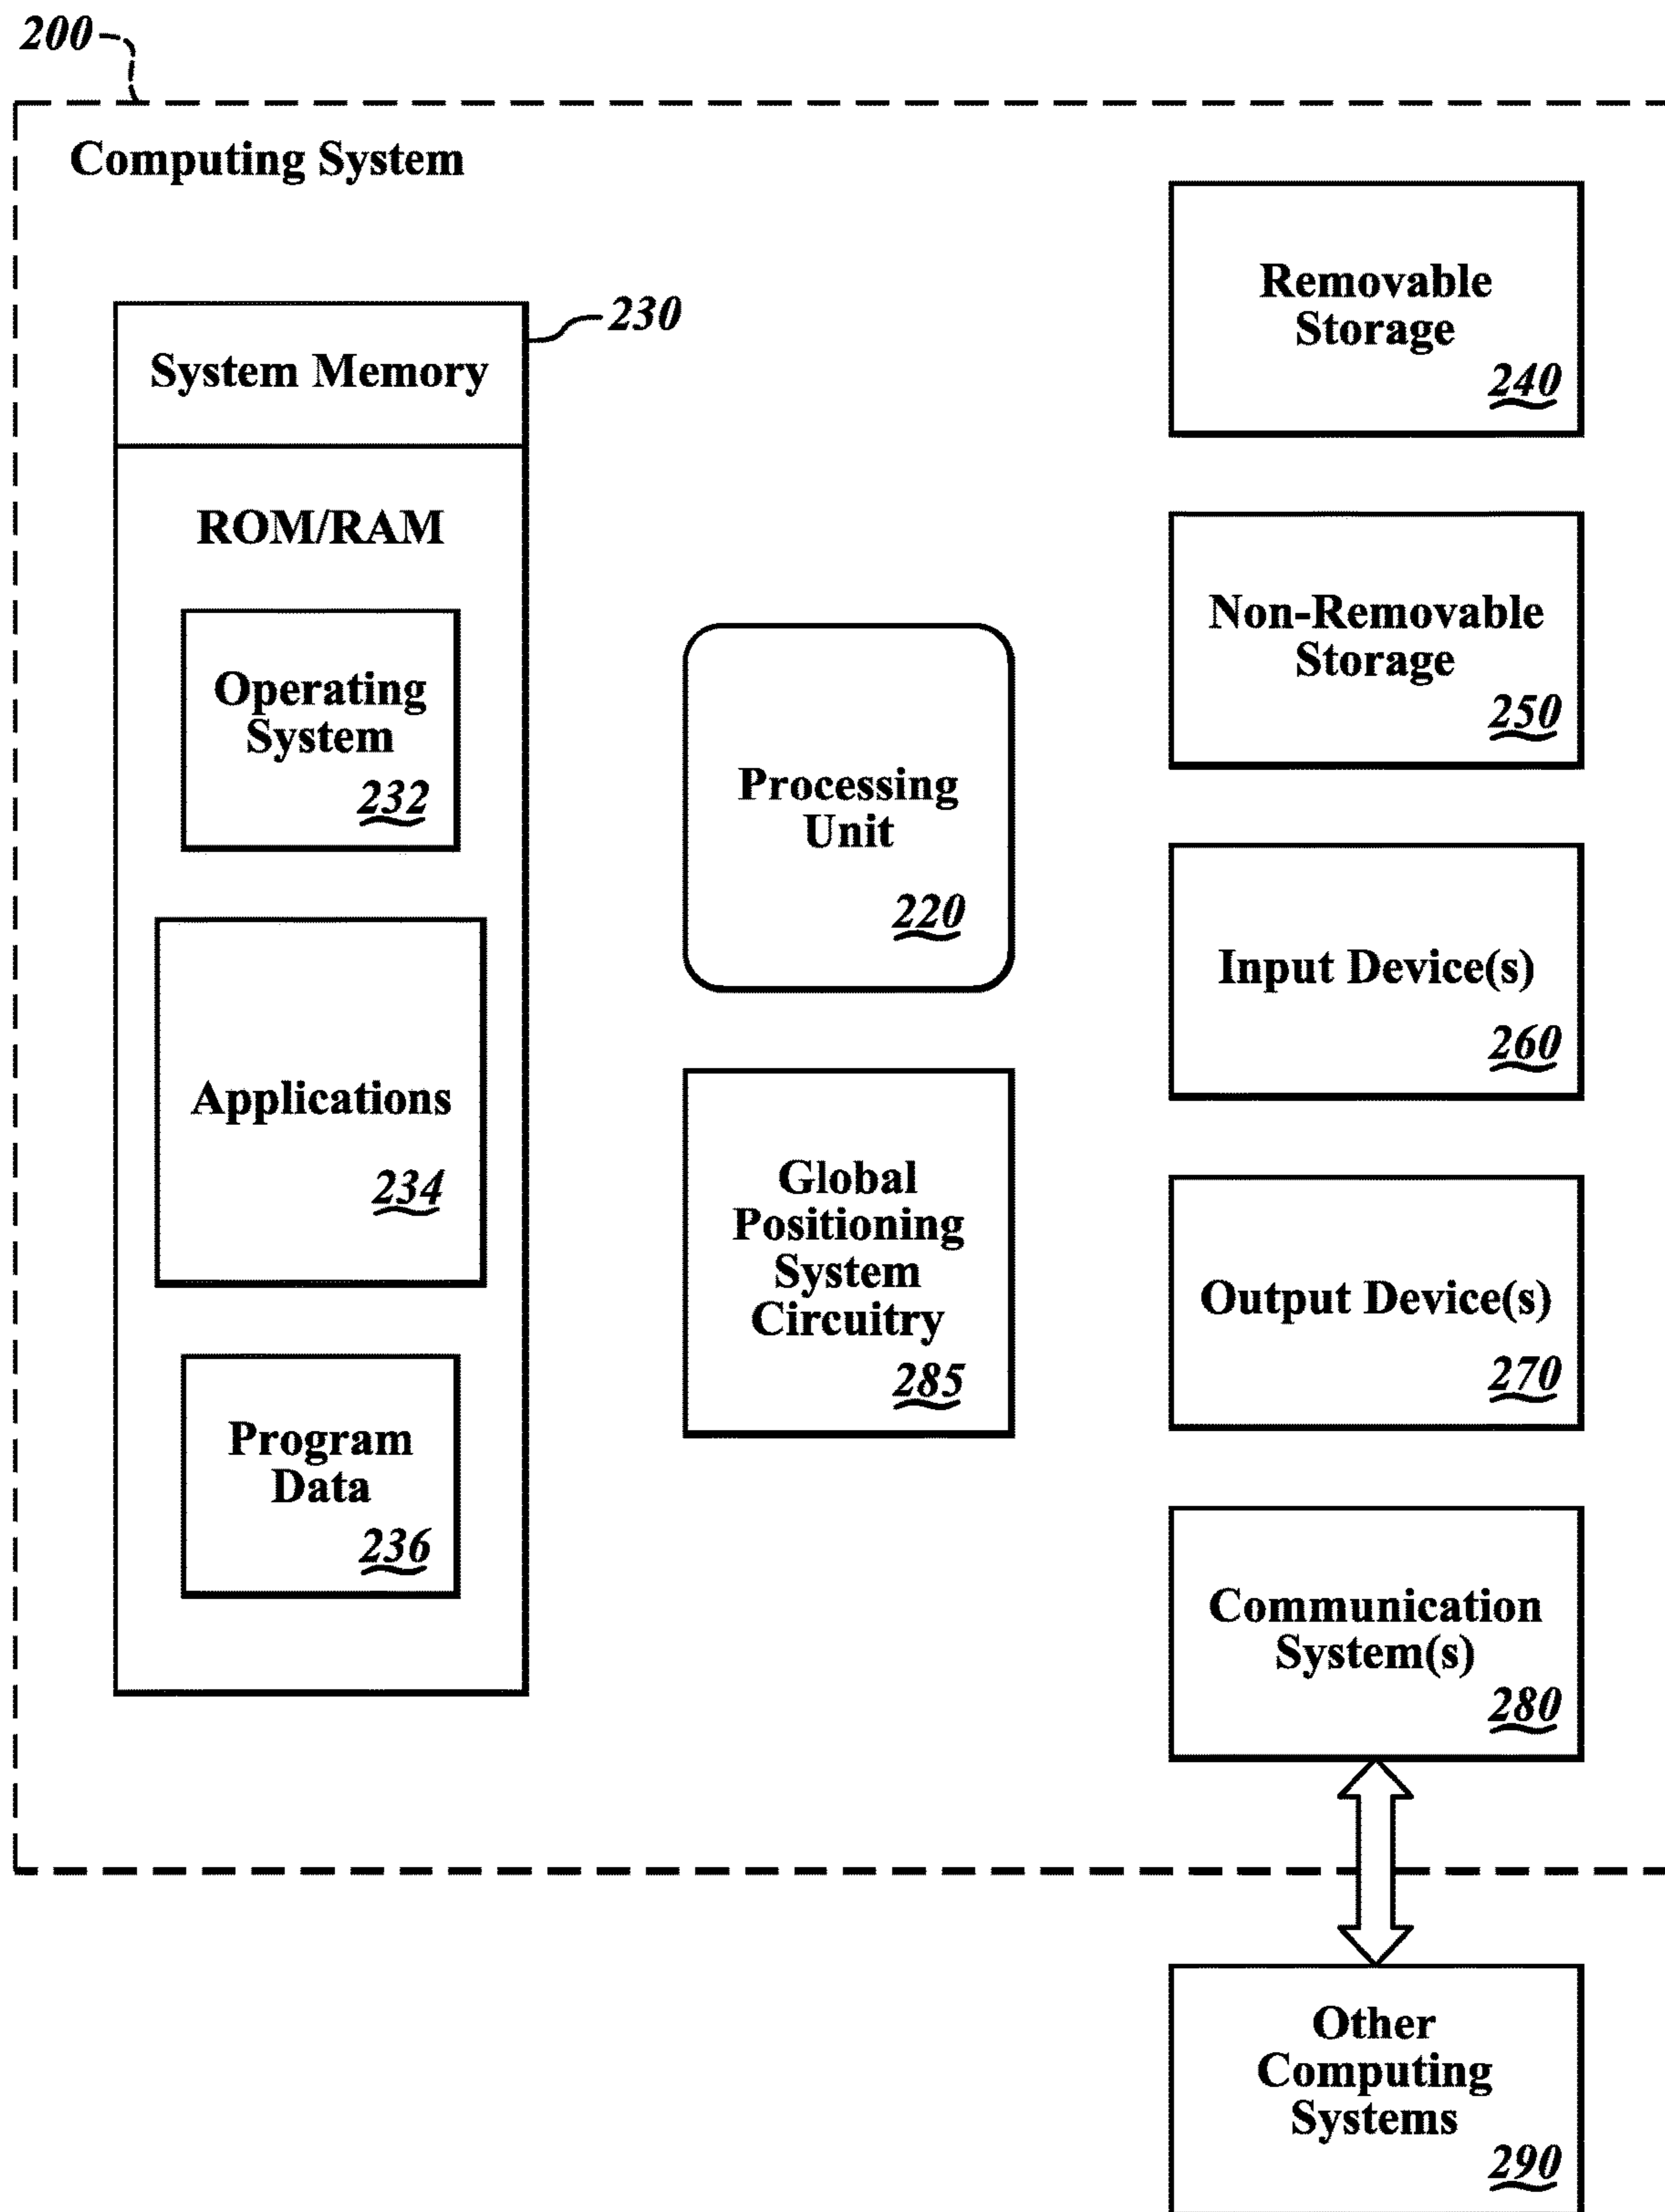 200
Computing System
230
System Memory
ROM/RAM
Operating
System
232
Applications
234
Program
Data
236
Processing
Unit
220
Global
Positioning
System
Circuitry
285
Removable
Storage
240
Non-Removable
Storage
250
Input Device(s)
260
Output Device(s)
270
Communication
System(s)
280
Other
Computing
Systems
290